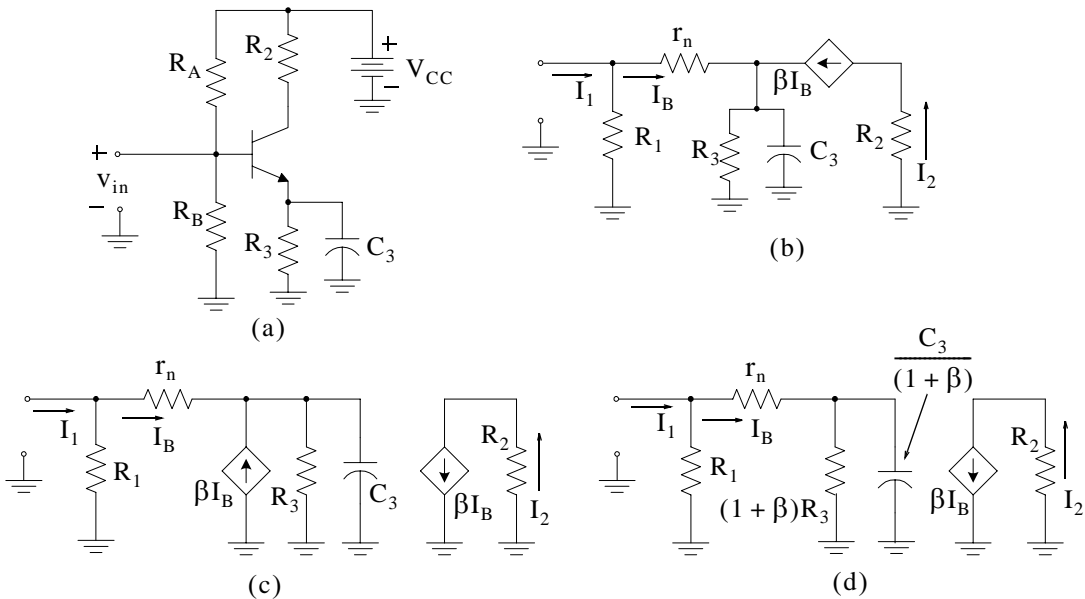 R_A
R_2
+
V_CC
−
+
v_in
−
R_B
R_3
C_3
(a)
r_n
βI_B
I_1
I_B
R_1
R_3
C_3
R_2
I_2
(b)
r_n
I_1
I_B
R_1
βI_B
R_3
C_3
βI_B
R_2
I_2
(c)
C_3
(1 + β)
r_n
I_1
I_B
R_1
(1 + β)R_3
βI_B
R_2
I_2
(d)